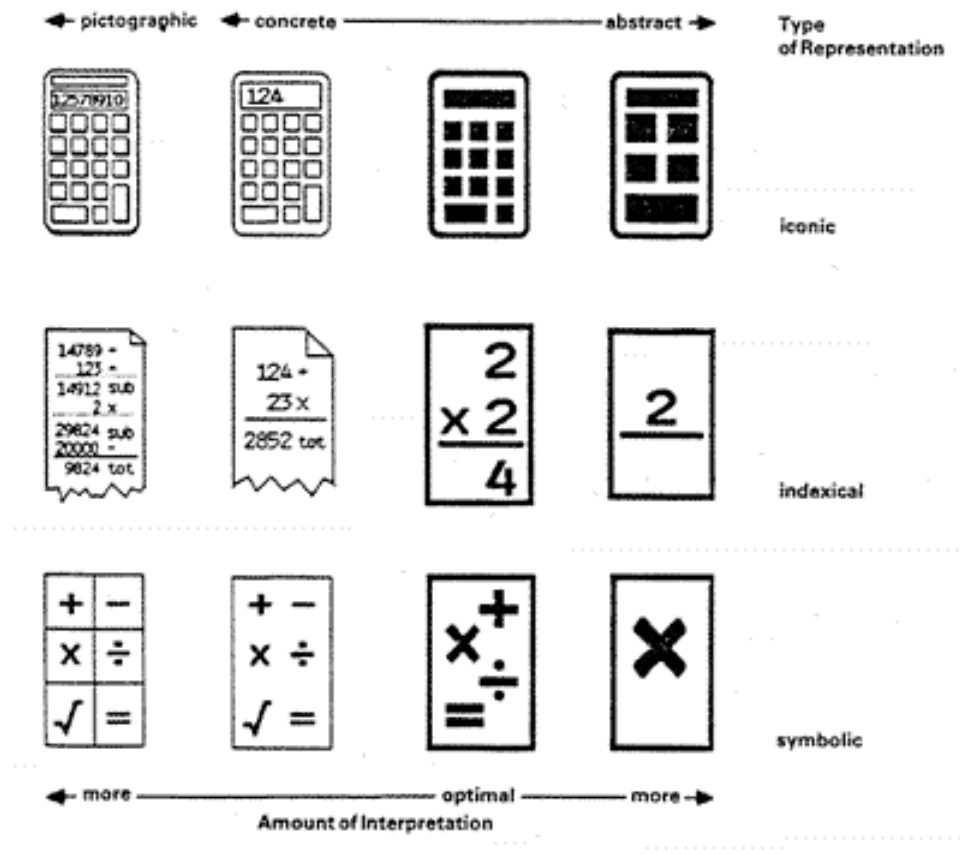 pictographic concrete abstract Type
of Representation
124
iconic
14789
123
14912 sub
2 x
29824 sub
20000 -
9824 tot
124
23 x
2852 tot
2
x 2
4
2
indexical
+ −
x ÷
√ =
+ −
x ÷
√ =
+
×
÷
=
×
symbolic
more optimal more
Amount of Interpretation